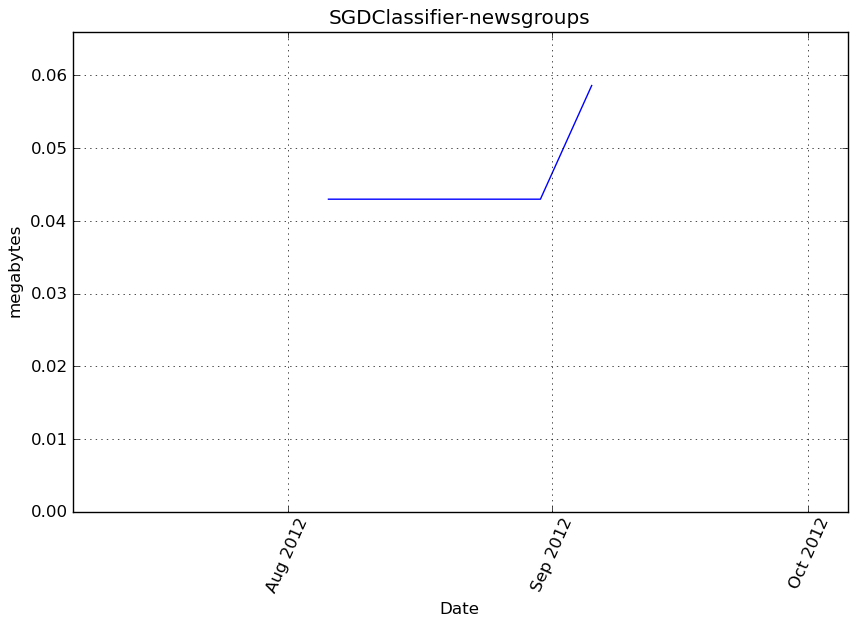 SGDClassifier-newsgroups
0.06
0.05
0.04
0.03
0.02
0.01
0.00
megabytes
Aug 2012
Sep 2012
Oct 2012
Date